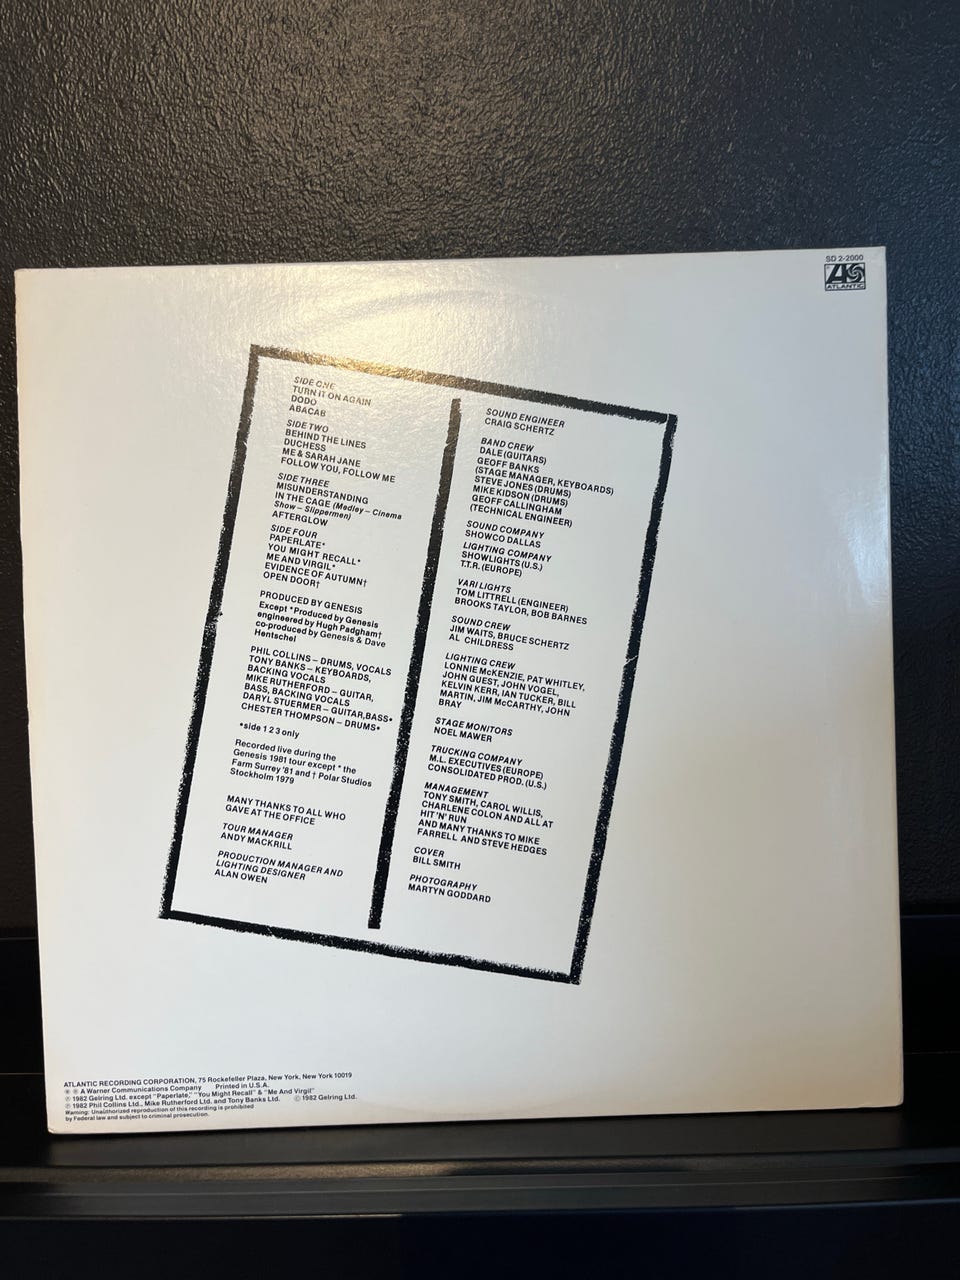 SD 2-2000
ATLANTIC
SIDE ONE
TURN IT ON AGAIN
DODO
ABACAB
SIDE TWO
BEHIND THE LINES
DUCHESS
ME & SARAH JANE
FOLLOW YOU, FOLLOW ME
SIDE THREE
MISUNDERSTANDING
IN THE CAGE (Medley – Cinema
Show – Slippermen)
AFTERGLOW
SIDE FOUR
PAPERLATE*
YOU MIGHT RECALL*
ME AND VIRGIL*
EVIDENCE OF AUTUMN†
OPEN DOOR†
PRODUCED BY GENESIS
Except *Produced by Genesis
engineered by Hugh Padgham†
co-produced by Genesis & Dave
Hentschel
PHIL COLLINS – DRUMS, VOCALS
TONY BANKS – KEYBOARDS,
BACKING VOCALS
MIKE RUTHERFORD – GUITAR,
BASS, BACKING VOCALS
DARYL STUERMER – GUITAR,BASS•
CHESTER THOMPSON – DRUMS•
•side 1 2 3 only
Recorded live during the
Genesis 1981 tour except * the
Farm Surrey '81 and † Polar Studios
Stockholm 1979
MANY THANKS TO ALL WHO
GAVE AT THE OFFICE
TOUR MANAGER
ANDY MACKRILL
PRODUCTION MANAGER AND
LIGHTING DESIGNER
ALAN OWEN
SOUND ENGINEER
CRAIG SCHERTZ
BAND CREW
DALE (GUITARS)
GEOFF BANKS
(STAGE MANAGER, KEYBOARDS)
STEVE JONES (DRUMS)
MIKE KIDSON (DRUMS)
GEOFF CALLINGHAM
(TECHNICAL ENGINEER)
SOUND COMPANY
SHOWCO DALLAS
LIGHTING COMPANY
SHOWLIGHTS (U.S.)
T.T.R. (EUROPE)
VARI LIGHTS
TOM LITTRELL (ENGINEER)
BROOKS TAYLOR, BOB BARNES
SOUND CREW
JIM WAITS, BRUCE SCHERTZ
AL CHILDRESS
LIGHTING CREW
LONNIE McKENZIE, PAT WHITLEY,
JOHN GUEST, JOHN VOGEL,
KELVIN KERR, IAN TUCKER, BILL
MARTIN, JIM McCARTHY, JOHN
BRAY
STAGE MONITORS
NOEL MAWER
TRUCKING COMPANY
M.L. EXECUTIVES (EUROPE)
CONSOLIDATED PROD. (U.S.)
MANAGEMENT
TONY SMITH, CAROL WILLIS,
CHARLENE COLON AND ALL AT
HIT 'N' RUN
AND MANY THANKS TO MIKE
FARRELL AND STEVE HEDGES
COVER
BILL SMITH
PHOTOGRAPHY
MARTYN GODDARD
ATLANTIC RECORDING CORPORATION, 75 Rockefeller Plaza, New York, New York 10019
A Warner Communications Company Printed in U.S.A.
℗ 1982 Gelring Ltd. except "Paperlate," "You Might Recall" & "Me And Virgil"
℗ 1982 Phil Collins Ltd., Mike Rutherford Ltd. and Tony Banks Ltd. © 1982 Gelring Ltd.
Warning: Unauthorized reproduction of this recording is prohibited
by Federal law and subject to criminal prosecution.